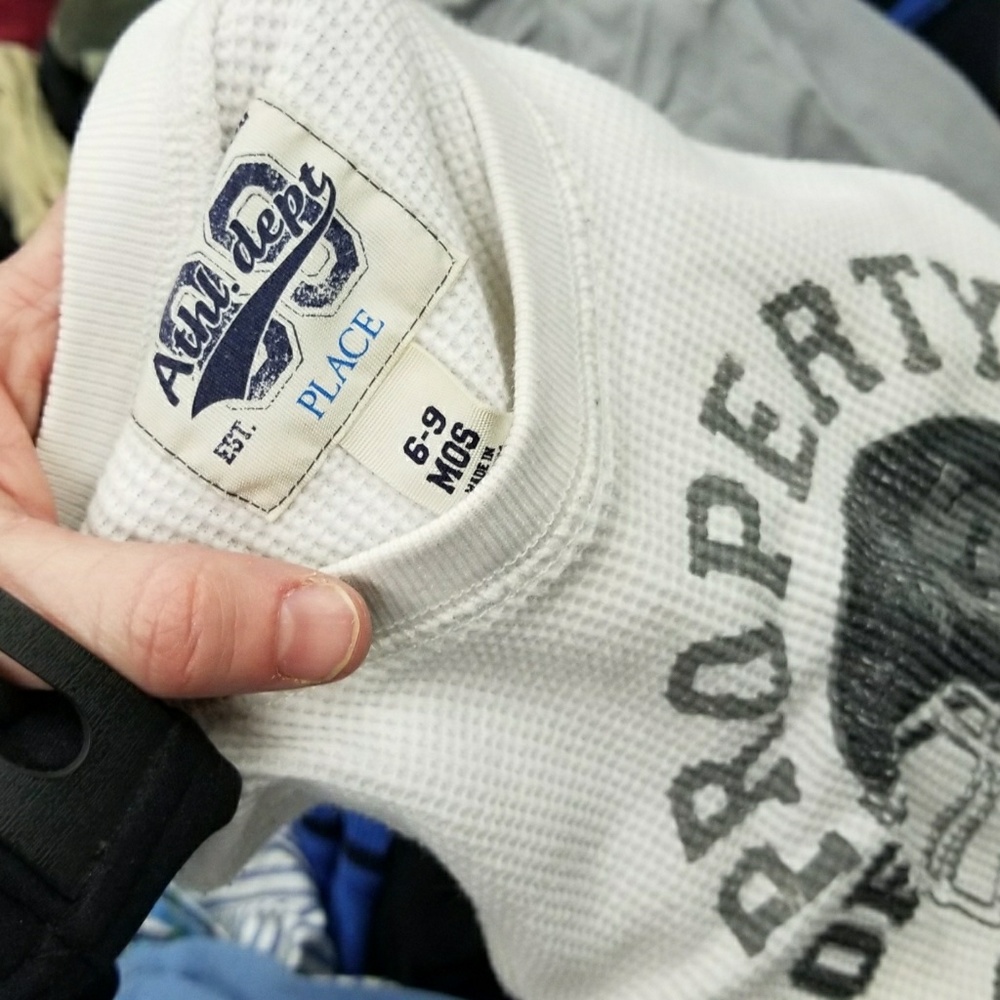 Athl. dept
PLACE
EST.
6-9
MOS
MADE IN
PROPERTY
OF